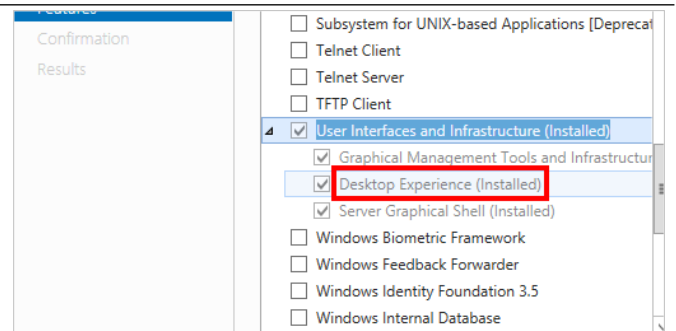 Features
Confirmation
Results
Subsystem for UNIX-based Applications [Deprecat
Telnet Client
Telnet Server
TFTP Client
User Interfaces and Infrastructure (Installed)
Graphical Management Tools and Infrastructur
Desktop Experience (Installed)
Server Graphical Shell (Installed)
Windows Biometric Framework
Windows Feedback Forwarder
Windows Identity Foundation 3.5
Windows Internal Database